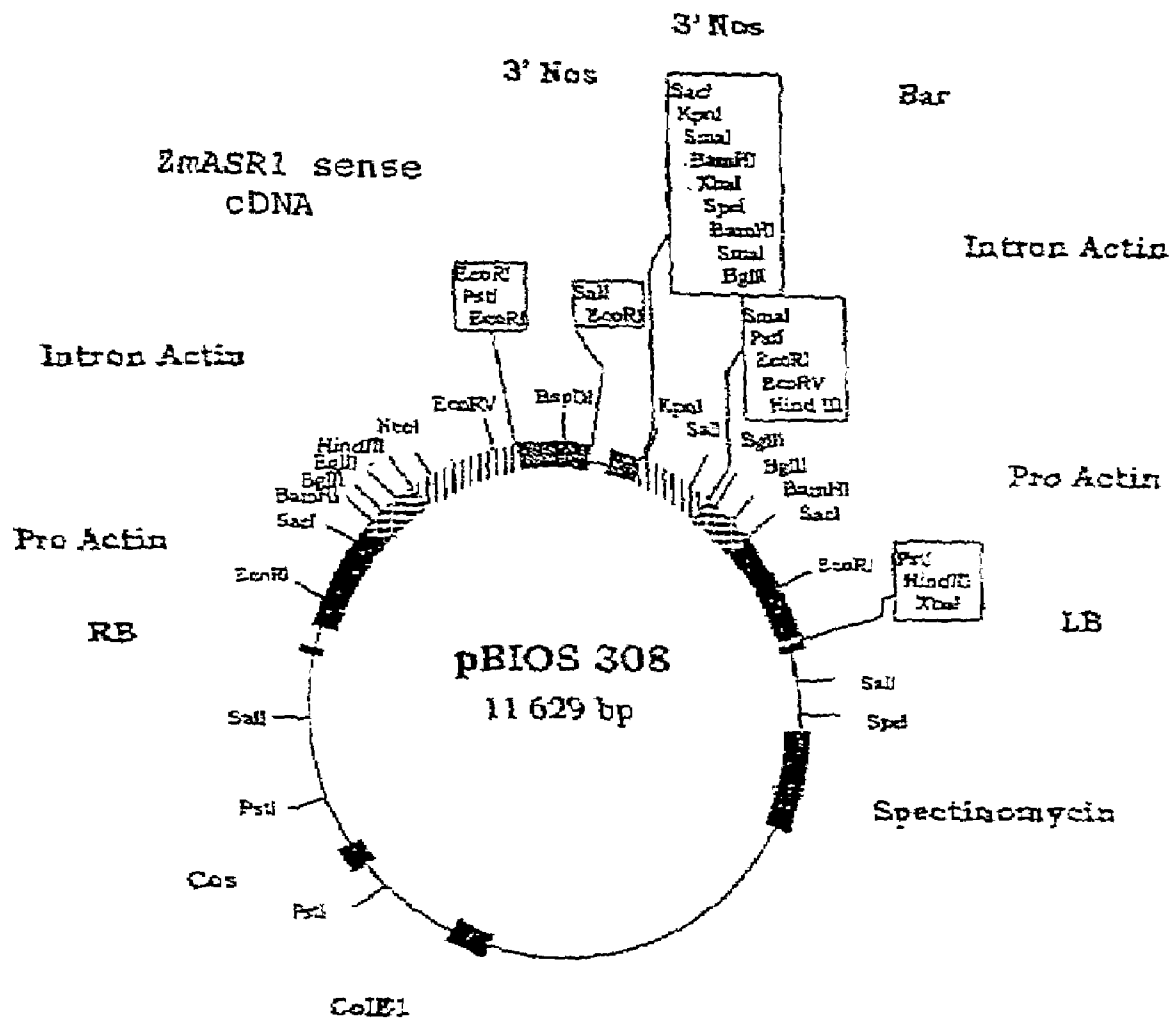 3' Nos
3' Nos
Bar
ZmASR1 sense
cDNA
SacI
KpnI
SmaI
BamHI
XbaI
SpeI
BamHI
SmaI
BglII
Intron Actin
EcoRI
PstI
EcoRI
SalI
EcoRI
SmaI
PstI
EcoRI
EcoRV
Hind III
Intron Actin
EcoRV
BspDI
KpnI
SalI
NcoI
HindIII
BglII
BglII
BamHI
SacI
BglII
BglII
BamHI
SacI
Pro Actin
Pro Actin
EcoRI
EcoRI
PstI
HindIII
XbaI
RB
LB
pBIOS 308
11 629 bp
SalI
SalI
SpeI
PstI
Spectinomycin
Cos
PstI
ColE1